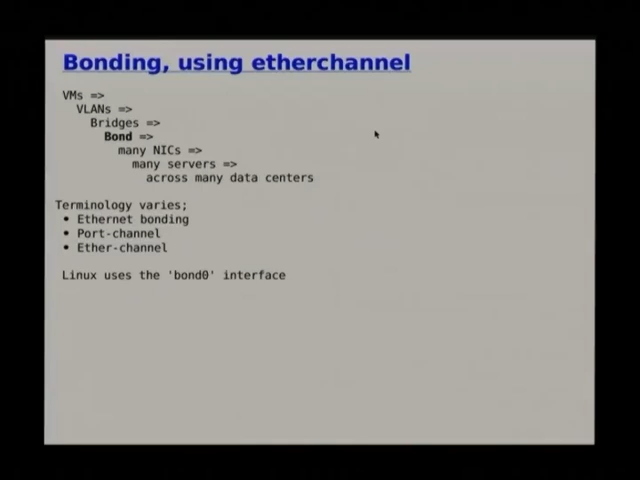 Bonding, using etherchannel
VMs =>
VLANs =>
Bridges =>
Bond =>
many NICs =>
many servers =>
across many data centers
Terminology varies;
• Ethernet bonding
• Port-channel
• Ether-channel
Linux uses the 'bond0' interface